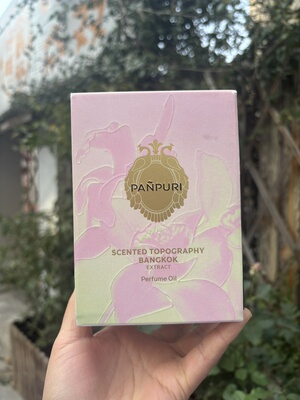 PAÑPURI
SCENTED TOPOGRAPHY
BANGKOK
EXTRACT
Perfume Oil